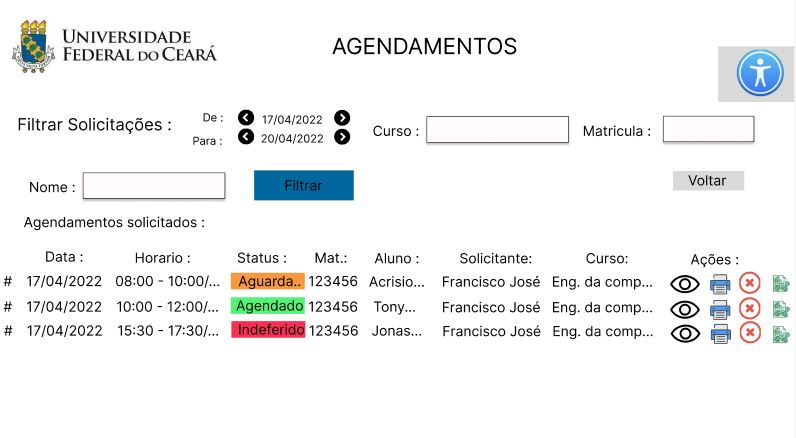 UNIVERSIDADE
FEDERAL DO CEARÁ
AGENDAMENTOS
Filtrar Solicitações :
De :
17/04/2022
Para :
20/04/2022
Curso :
Matricula :
Nome :
Filtrar
Voltar
Agendamentos solicitados :
Data : Horario : Status : Mat.: Aluno : Solicitante: Curso: Ações :
# 17/04/2022 08:00 - 10:00/... Aguarda.. 123456 Acrisio... Francisco José Eng. da comp...
# 17/04/2022 10:00 - 12:00/... Agendado 123456 Tony... Francisco José Eng. da comp...
# 17/04/2022 15:30 - 17:30/... Indeferido 123456 Jonas... Francisco José Eng. da comp...